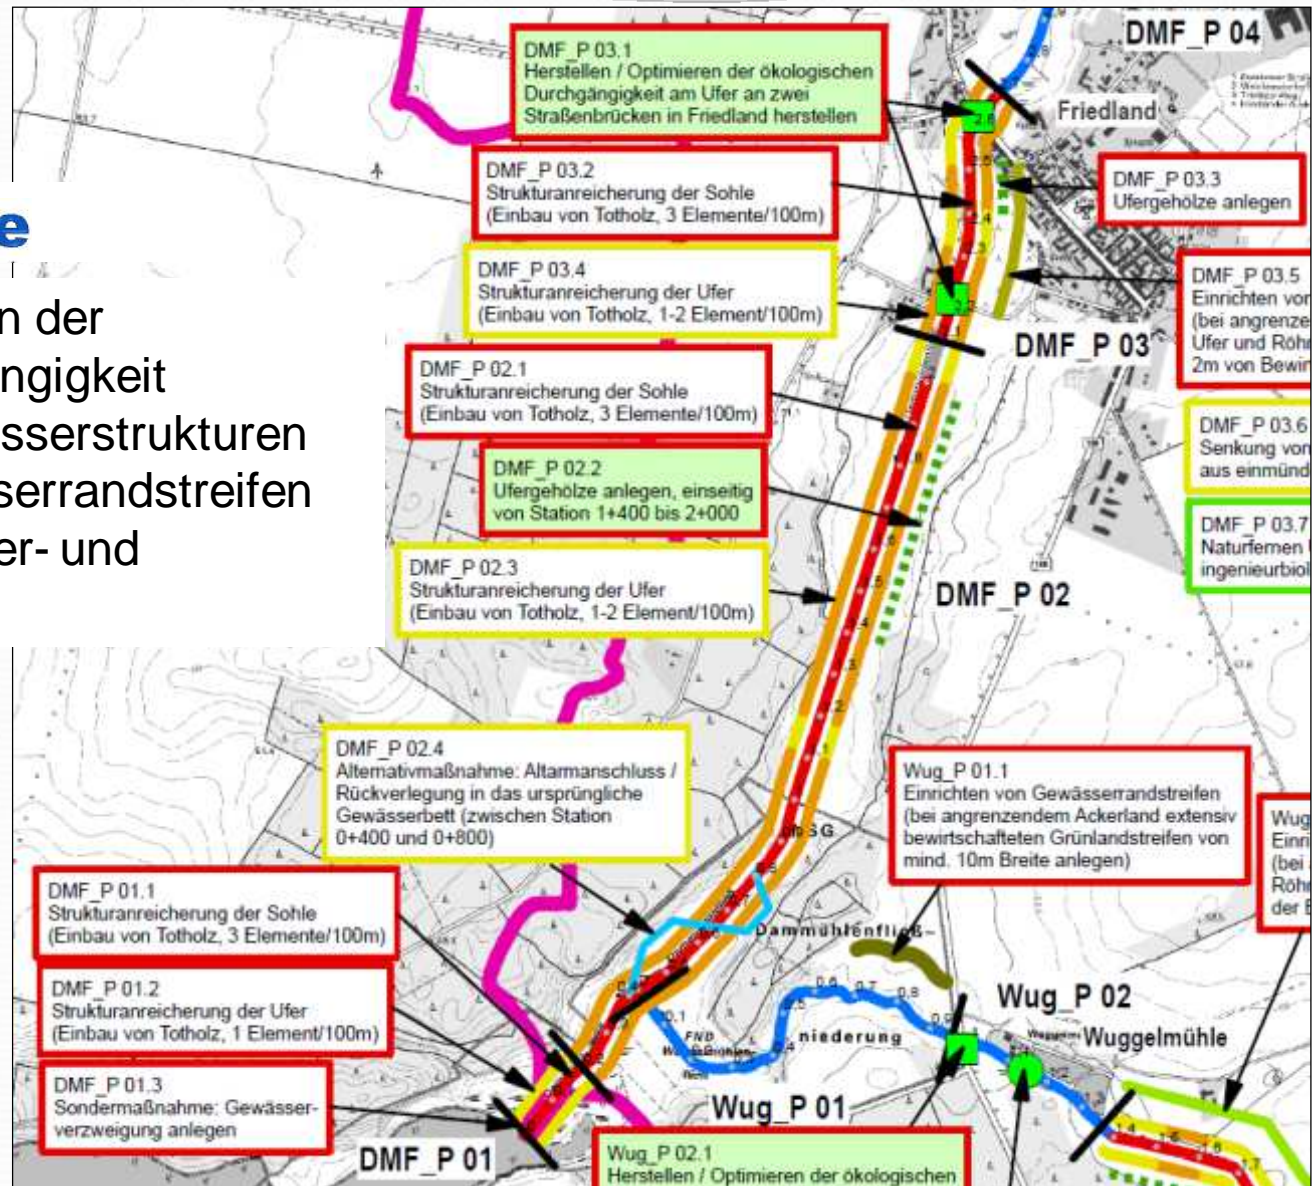 DMF_P 04
DMF_P 03.1
Herstellen / Optimieren der ökologischen
Durchgängigkeit am Ufer an zwei
Straßenbrücken in Friedland herstellen
Friedland
DMF_P 03.2
Strukturanreicherung der Sohle
(Einbau von Totholz, 3 Elemente/100m)
DMF_P 03.3
Ufergehölze anlegen
e
DMF_P 03.4
Strukturanreicherung der Ufer
(Einbau von Totholz, 1-2 Element/100m)
DMF_P 03.5
Einrichten von
(bei angrenze
Ufer und Röhr
2m von Bewir
n der
ngigkeit
sserstrukturen
serrandstreifen
er- und
DMF_P 03
DMF_P 02.1
Strukturanreicherung der Sohle
(Einbau von Totholz, 3 Elemente/100m)
DMF_P 03.6
Senkung von
aus einmünd
DMF_P 02.2
Ufergehölze anlegen, einseitig
von Station 1+400 bis 2+000
DMF_P 03.7
Naturfernen
ingenieurbiol
DMF_P 02.3
Strukturanreicherung der Ufer
(Einbau von Totholz, 1-2 Element/100m)
DMF_P 02
DMF_P 02.4
Alternativmaßnahme: Altarmanschluss /
Rückverlegung in das ursprüngliche
Gewässerbett (zwischen Station
0+400 und 0+800)
Wug_P 01.1
Einrichten von Gewässerrandstreifen
(bei angrenzendem Ackerland extensiv
bewirtschafteten Grünlandstreifen von
mind. 10m Breite anlegen)
Wug
Einri
(bei
Röhr
der B
DMF_P 01.1
Strukturanreicherung der Sohle
(Einbau von Totholz, 3 Elemente/100m)
Dammühlenfließ-
niederung
DMF_P 01.2
Strukturanreicherung der Ufer
(Einbau von Totholz, 1 Element/100m)
Wug_P 02
Wuggelmühle
FND
DMF_P 01.3
Sondermaßnahme: Gewässer-
verzweigung anlegen
Wug_P 01
DMF_P 01
Wug_P 02.1
Herstellen / Optimieren der ökologischen